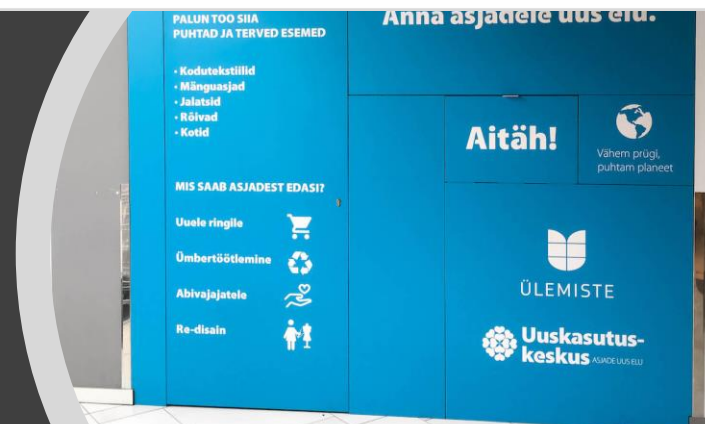 PALUN TOO SIIA
PUHTAD JA TERVED ESEMED
• Kodutekstiilid
• Mänguasjad
• Jalatsid
• Rõivad
• Kotid
MIS SAAB ASJADEST EDASI?
Uuele ringile
Ümbertöötlemine
Abivajajatele
Re-disain
Anna asjadele uus elu.
Aitäh!
Vähem prügi,
puhtam planeet
ÜLEMISTE
Uuskasutus-
keskus ASJADE UUS ELU